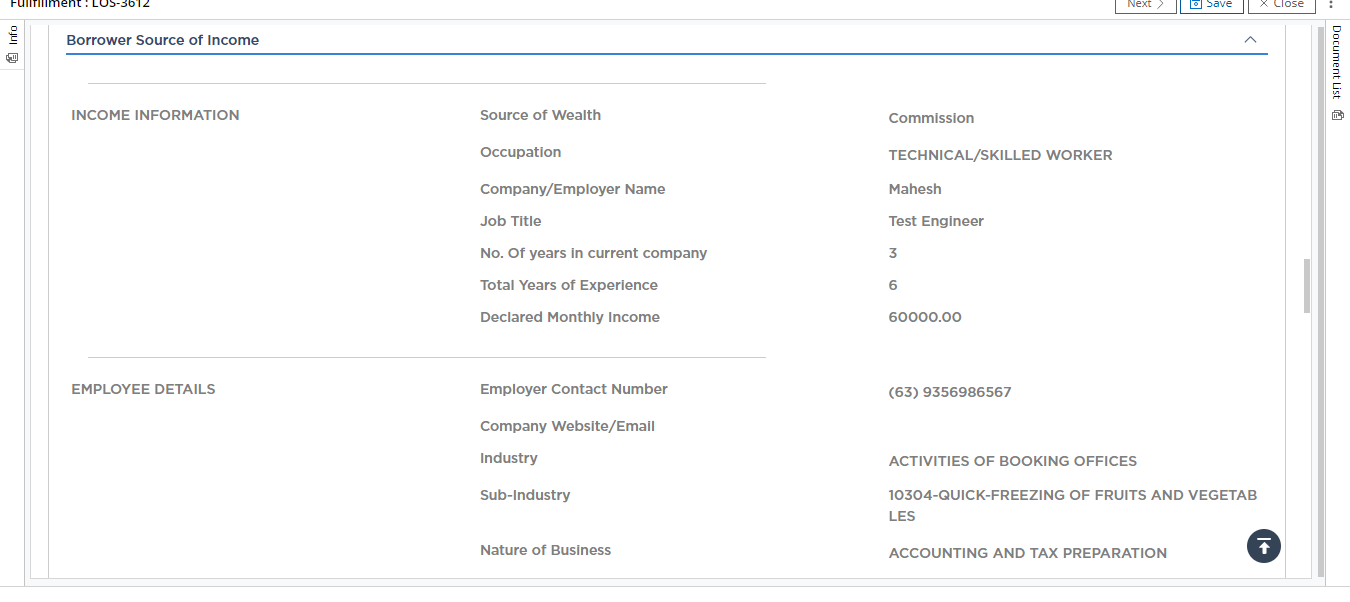 Fullfillment : LOS-3612
Next
Save
Close
Info
Document List
Borrower Source of Income
INCOME INFORMATION
Source of Wealth
Commission
Occupation
TECHNICAL/SKILLED WORKER
Company/Employer Name
Mahesh
Job Title
Test Engineer
No. Of years in current company
3
Total Years of Experience
6
Declared Monthly Income
60000.00
EMPLOYEE DETAILS
Employer Contact Number
(63) 9356986567
Company Website/Email
Industry
ACTIVITIES OF BOOKING OFFICES
Sub-Industry
10304-QUICK-FREEZING OF FRUITS AND VEGETAB
LES
Nature of Business
ACCOUNTING AND TAX PREPARATION